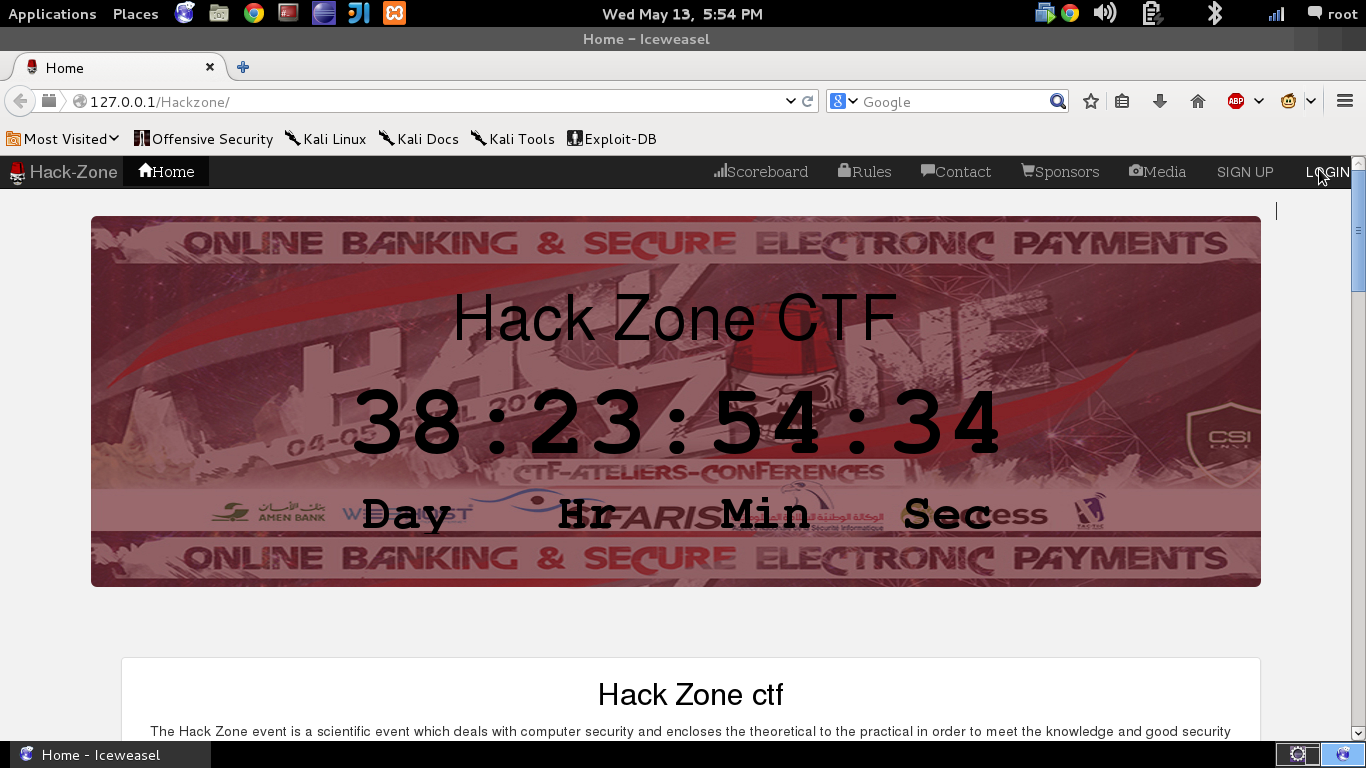 Applications Places Wed May 13, 5:54 PM root
Home - Iceweasel
Home
127.0.0.1/Hackzone/ Google ABP
Most Visited Offensive Security Kali Linux Kali Docs Kali Tools Exploit-DB
Hack-Zone Home Scoreboard Rules Contact Sponsors Media SIGN UP LOGIN
ONLINE BANKING & SECURE ELECTRONIC PAYMENTS
Hack Zone CTF
38:23:54:34
CSI
CTF-ATELIERS-CONFERENCES
Day Hr Min Sec
بنك الأمان
AMEN BANK
ONLINE BANKING & SECURE ELECTRONIC PAYMENTS
Hack Zone ctf
The Hack Zone event is a scientific event which deals with computer security and encloses the theoretical to the practical in order to meet the knowledge and good security
Home - Iceweasel